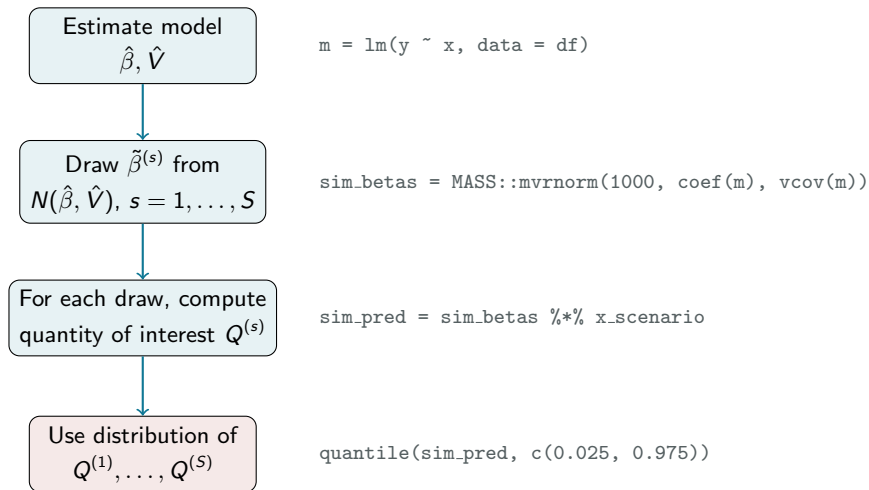 Estimate model
β̂, V̂
m = lm(y ~ x, data = df)
Draw β̃^(s) from
N(β̂, V̂), s = 1, . . . , S
sim_betas = MASS::mvrnorm(1000, coef(m), vcov(m))
For each draw, compute
quantity of interest Q^(s)
sim_pred = sim_betas %*% x_scenario
Use distribution of
Q^(1), . . . , Q^(S)
quantile(sim_pred, c(0.025, 0.975))